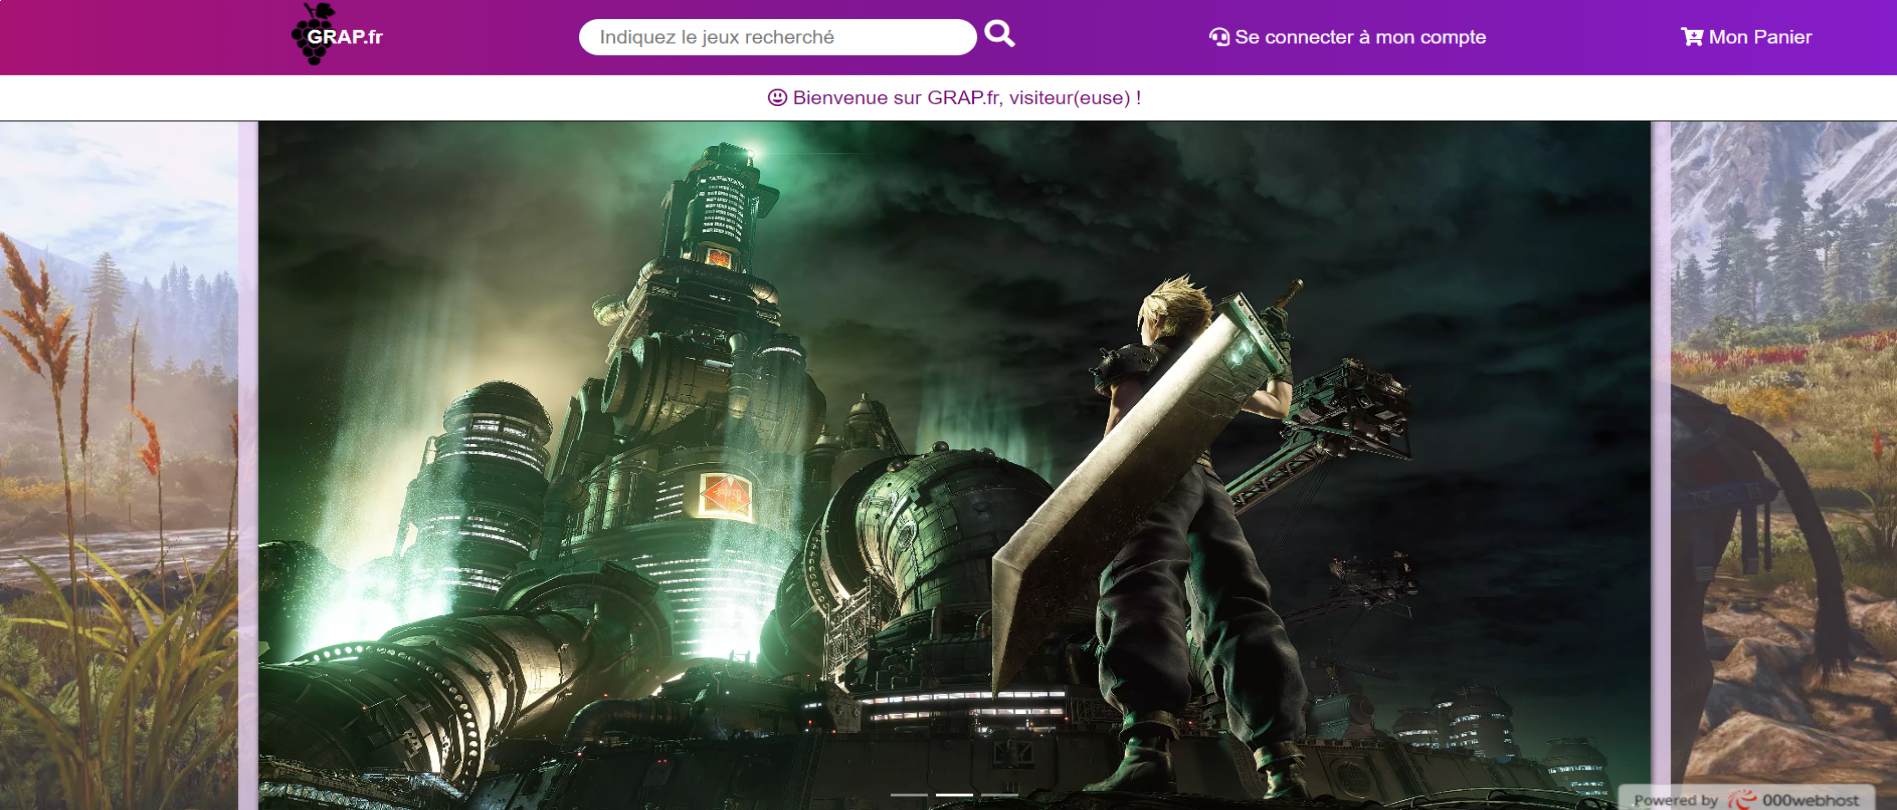 GRAP.fr
Indiquez le jeux recherché
Se connecter à mon compte
Mon Panier
Bienvenue sur GRAP.fr, visiteur(euse) !
Powered by 000webhost